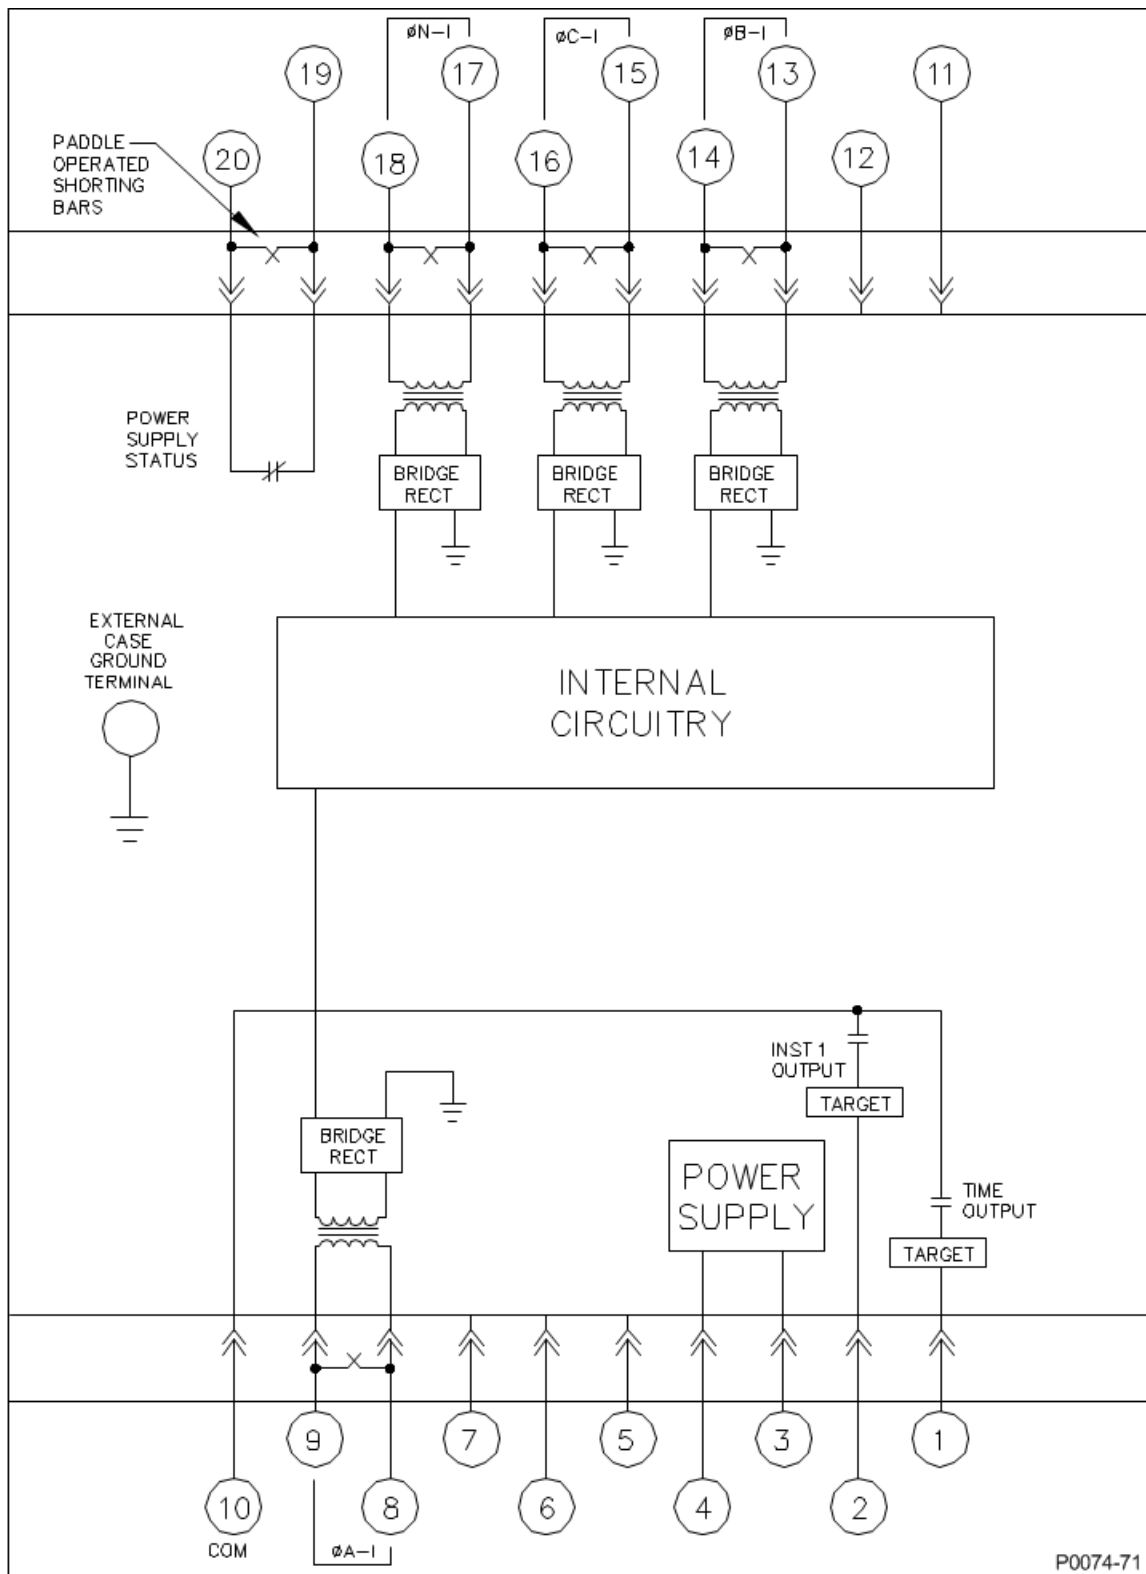 øN-I
øC-I
øB-I
19
17
15
13
11
PADDLE
OPERATED
SHORTING
BARS
20
18
16
14
12
POWER
SUPPLY
STATUS
BRIDGE
RECT
BRIDGE
RECT
BRIDGE
RECT
EXTERNAL
CASE
GROUND
TERMINAL
INTERNAL
CIRCUITRY
INST 1
OUTPUT
TARGET
BRIDGE
RECT
POWER
SUPPLY
TIME
OUTPUT
TARGET
9
7
5
3
1
10
8
6
4
2
COM
øA-I
P0074-71